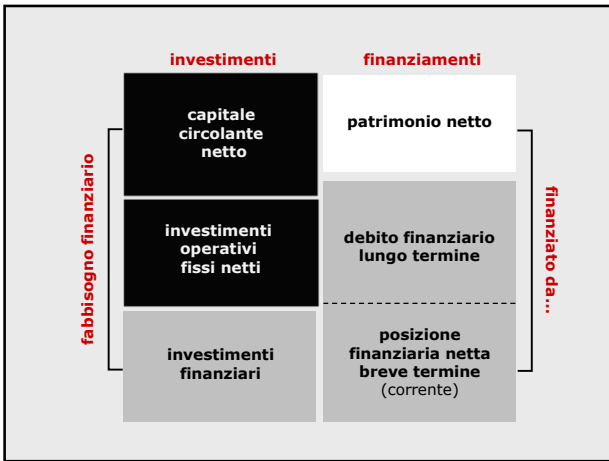 investimenti
finanziamenti
fabbisogno finanziario
capitale
circolante
netto
investimenti
operativi
fissi netti
investimenti
finanziari
patrimonio netto
debito finanziario
lungo termine
posizione
finanziaria netta
breve termine
(corrente)
finanziato da...